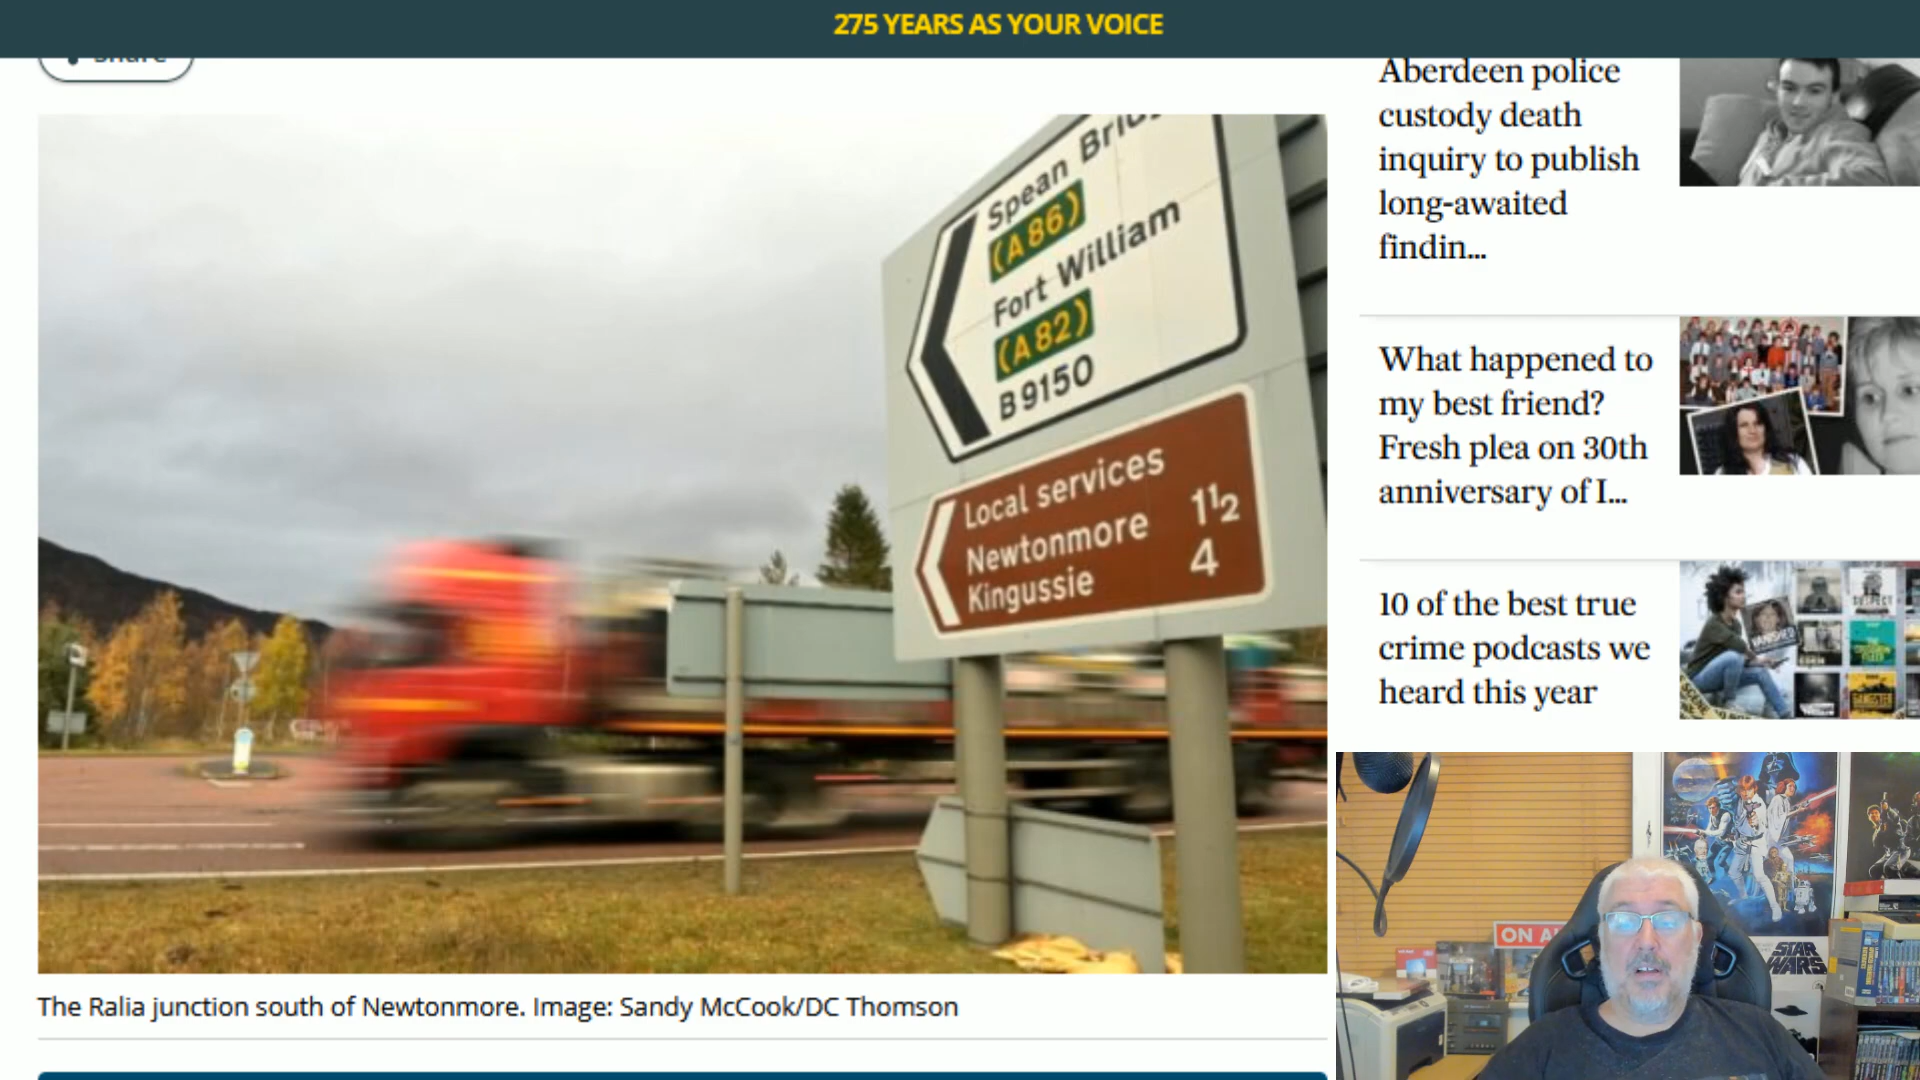 275 YEARS AS YOUR VOICE
Share
Spean
(A86)
Fort William
(A82)
B9150
Local services
Newtonmore 1½
Kingussie 4
The Ralia junction south of Newtonmore. Image: Sandy McCook/DC Thomson
Aberdeen police
custody death
inquiry to publish
long-awaited
findin...
What happened to
my best friend?
Fresh plea on 30th
anniversary of I...
10 of the best true
crime podcasts we
heard this year
VANISHED
ON A
STAR
WARS